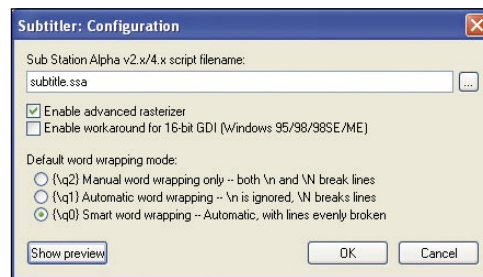 Subtitler: Configuration
Sub Station Alpha v2.x/4.x script filename:
subtitle.ssa
...
Enable advanced rasterizer
Enable workaround for 16-bit GDI (Windows 95/98/98SE/ME)
Default word wrapping mode:
{\q2} Manual word wrapping only -- both \n and \N break lines
{\q1} Automatic word wrapping -- \n is ignored, \N breaks lines
{\q0} Smart word wrapping -- Automatic, with lines evenly broken
Show preview OK Cancel